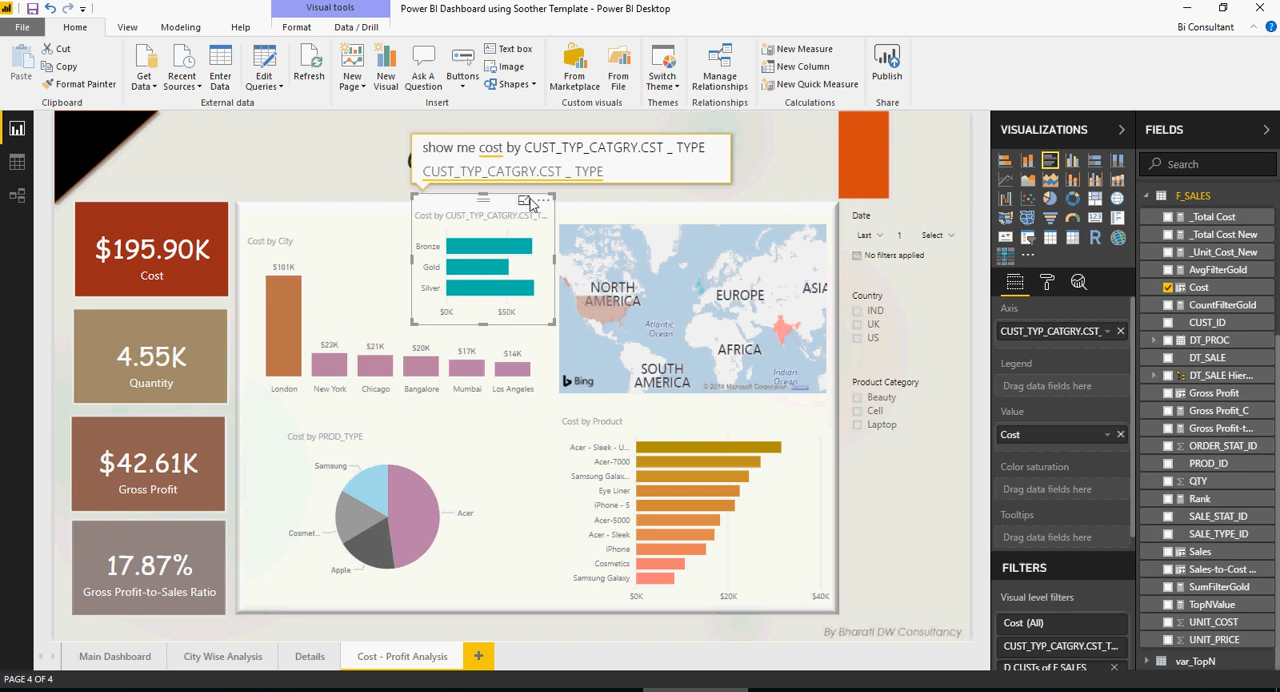 Visual tools
Power BI Dashboard using Soother Template - Power BI Desktop
File
Home
View
Modeling
Help
Format
Data / Drill
Bi Consultant
Paste
Cut
Copy
Format Painter
Clipboard
Get Data
Recent Sources
Enter Data
Edit Queries
Refresh
External data
New Page
New Visual
Ask A Question
Buttons
Text box
Image
Shapes
Insert
From Marketplace
From File
Custom visuals
Switch Theme
Themes
Manage Relationships
Relationships
New Measure
New Column
New Quick Measure
Calculations
Publish
Share
show me cost by CUST_TYP_CATGRY.CST _ TYPE
CUST_TYP_CATGRY.CST _ TYPE
$195.90K
Cost
4.55K
Quantity
$42.61K
Gross Profit
17.87%
Gross Profit-to-Sales Ratio
Cost by City
$101K
$23K
$21K
$20K
$17K
$14K
London
New York
Chicago
Bangalore
Mumbai
Los Angeles
Cost by CUST_TYP_CATGRY.CST_T...
Bronze
Gold
Silver
$0K
$50K
NORTH AMERICA
EUROPE
ASIA
Atlantic Ocean
AFRICA
SOUTH AMERICA
Indian Ocean
Bing
Cost by PROD_TYPE
Samsung
Cosmet...
Apple
Acer
Cost by Product
Acer - Sleek - U...
Acer-7000
Samsung Galax...
Eye Liner
iPhone - 5
Acer-5000
Acer - Sleek
iPhone
Cosmetics
Samsung Galaxy
$0K
$20K
$40K
Date
Last
1
Select
No filters applied
Country
IND
UK
US
Product Category
Beauty
Cell
Laptop
By Bharati DW Consultancy
Main Dashboard
City Wise Analysis
Details
Cost - Profit Analysis
+
PAGE 4 OF 4
VISUALIZATIONS
Axis
CUST_TYP_CATGRY.CST_
Legend
Drag data fields here
Value
Cost
Color saturation
Drag data fields here
Tooltips
Drag data fields here
FILTERS
Visual level filters
Cost (All)
CUST_TYP_CATGRY.CST_T...
D_CUSTs of F_SALES
FIELDS
Search
F_SALES
_Total Cost
_Total Cost New
_Unit_Cost_New
AvgFilterGold
Cost
CountFilterGold
CUST_ID
DT_PROC
DT_SALE
DT_SALE Hier...
Gross Profit
Gross Profit_C
Gross Profit-t...
ORDER_STAT_ID
PROD_ID
QTY
Rank
SALE_STAT_ID
SALE_TYPE_ID
Sales
Sales-to-Cost ...
SumFilterGold
TopNValue
UNIT_COST
UNIT_PRICE
var_TopN